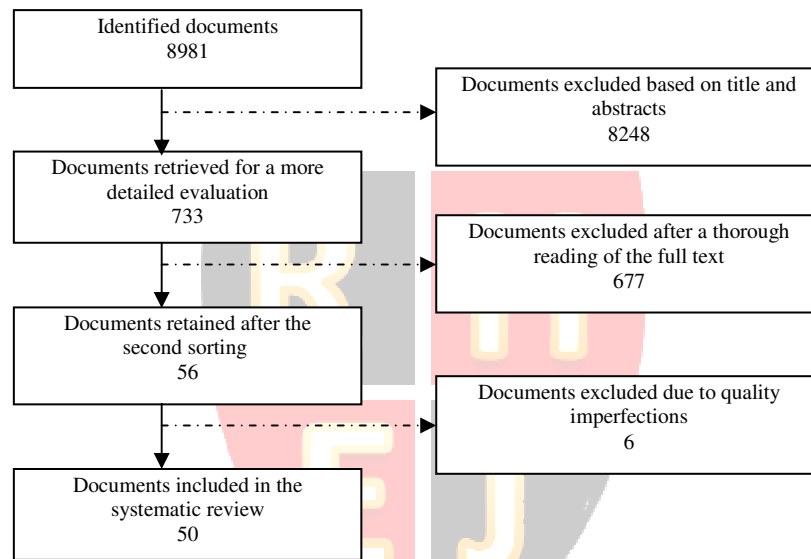 Identified documents
8981
Documents excluded based on title and
abstracts
8248
Documents retrieved for a more
detailed evaluation
733
Documents excluded after a thorough
reading of the full text
677
Documents retained after the
second sorting
56
Documents excluded due to quality
imperfections
6
Documents included in the
systematic review
50
R
E J